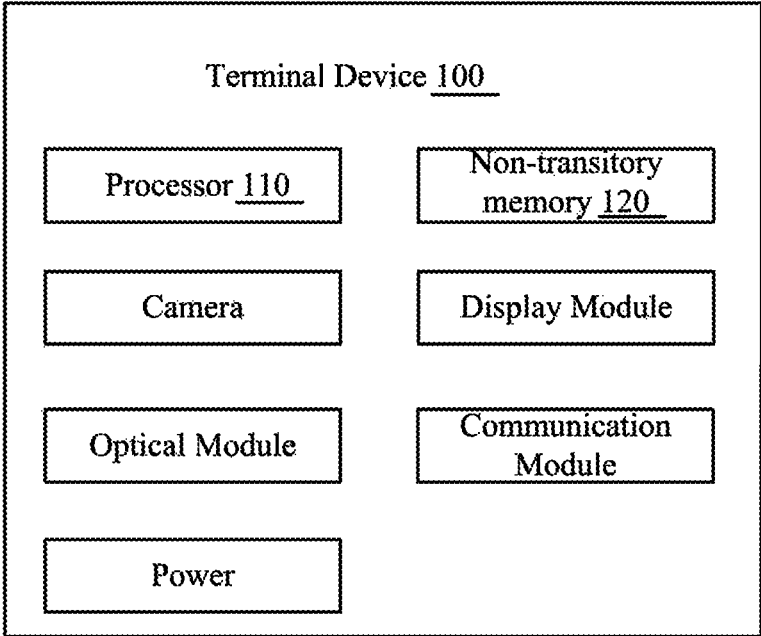 Terminal Device 100
Processor 110
Non-transitory
memory 120
Camera
Display Module
Optical Module
Communication
Module
Power